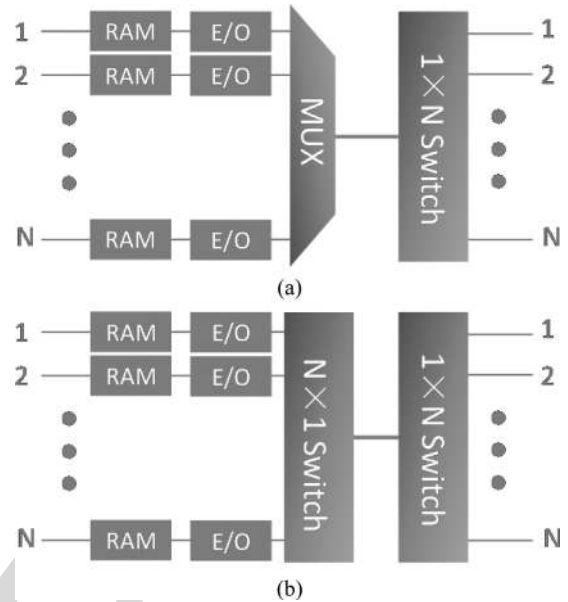 1 RAM E/O 1
2 RAM E/O 2
MUX
1×N Switch
N RAM E/O N
(a)
1 RAM E/O 1
2 RAM E/O 2
N×1 Switch
1×N Switch
N RAM E/O N
(b)